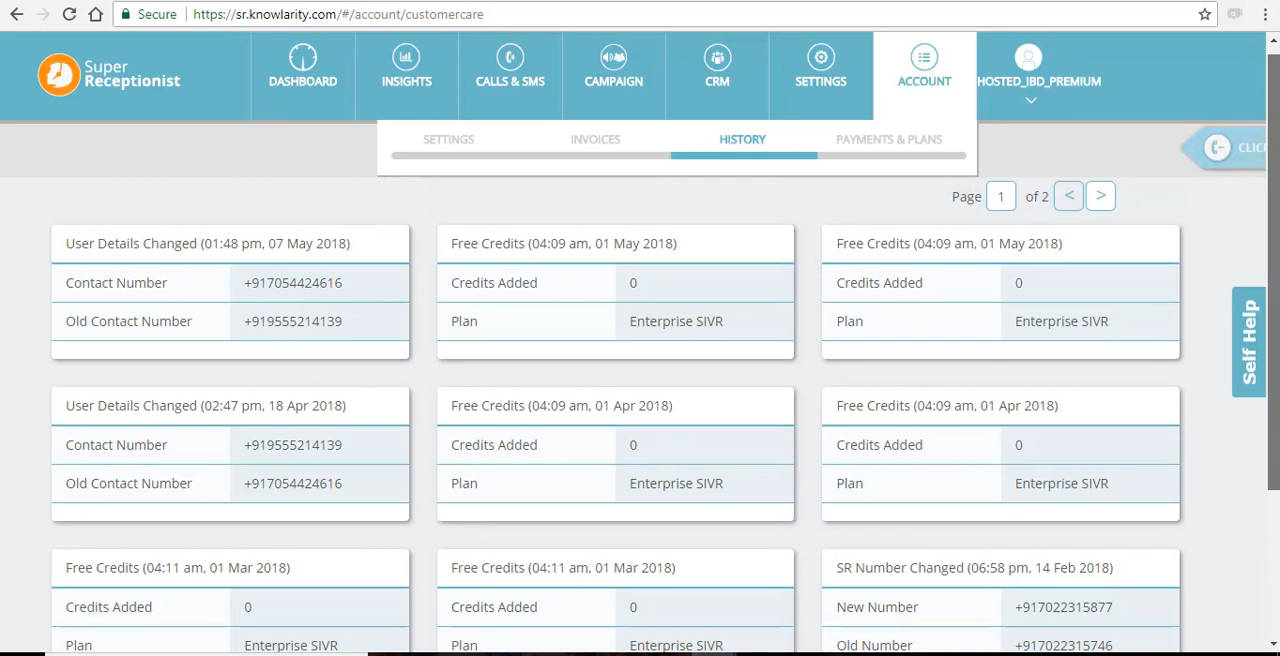 Secure https://sr.knowlarity.com/#/account/customercare
Super
Receptionist
DASHBOARD
INSIGHTS
CALLS & SMS
CAMPAIGN
CRM
SETTINGS
ACCOUNT
HOSTED_IBD_PREMIUM
SETTINGS INVOICES HISTORY PAYMENTS & PLANS
CLIC
Page 1 of 2 < >
User Details Changed (01:48 pm, 07 May 2018)
Contact Number +917054424616
Old Contact Number +919555214139
Free Credits (04:09 am, 01 May 2018)
Credits Added 0
Plan Enterprise SIVR
Free Credits (04:09 am, 01 May 2018)
Credits Added 0
Plan Enterprise SIVR
Self Help
User Details Changed (02:47 pm, 18 Apr 2018)
Contact Number +919555214139
Old Contact Number +917054424616
Free Credits (04:09 am, 01 Apr 2018)
Credits Added 0
Plan Enterprise SIVR
Free Credits (04:09 am, 01 Apr 2018)
Credits Added 0
Plan Enterprise SIVR
Free Credits (04:11 am, 01 Mar 2018)
Credits Added 0
Plan Enterprise SIVR
Free Credits (04:11 am, 01 Mar 2018)
Credits Added 0
Plan Enterprise SIVR
SR Number Changed (06:58 pm, 14 Feb 2018)
New Number +917022315877
Old Number +917022315746